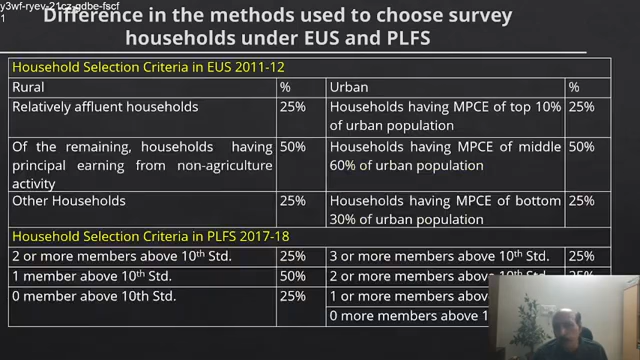 y3wf-ryev-21cz-gdbe-fscf
1
Difference in the methods used to choose survey
households under EUS and PLFS
Household Selection Criteria in EUS 2011-12
Rural % Urban %
Relatively affluent households 25% Households having MPCE of top 10% 25%
of urban population
Of the remaining, households having 50% Households having MPCE of middle 50%
principal earning from non-agriculture 60% of urban population
activity
Other Households 25% Households having MPCE of bottom 25%
30% of urban population
Household Selection Criteria in PLFS 2017-18
2 or more members above 10th Std. 25% 3 or more members above 10th Std. 25%
1 member above 10th Std. 50% 2 or more members above 10th Std. 25%
0 member above 10th Std. 25% 1 or more members above
0 more members above 1